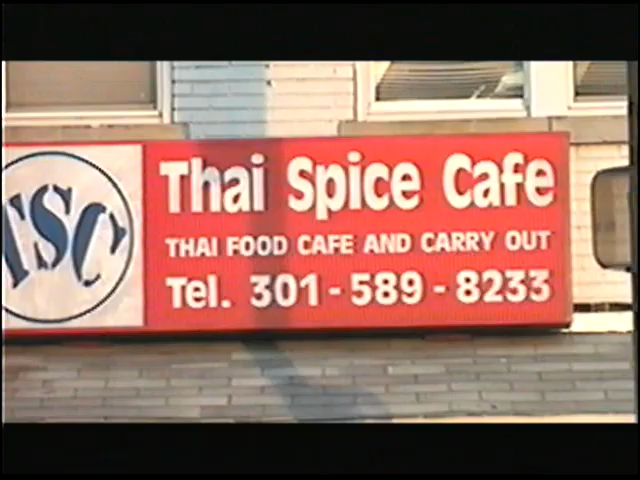 TSC
Thai Spice Cafe
THAI FOOD CAFE AND CARRY OUT
Tel. 301-589-8233